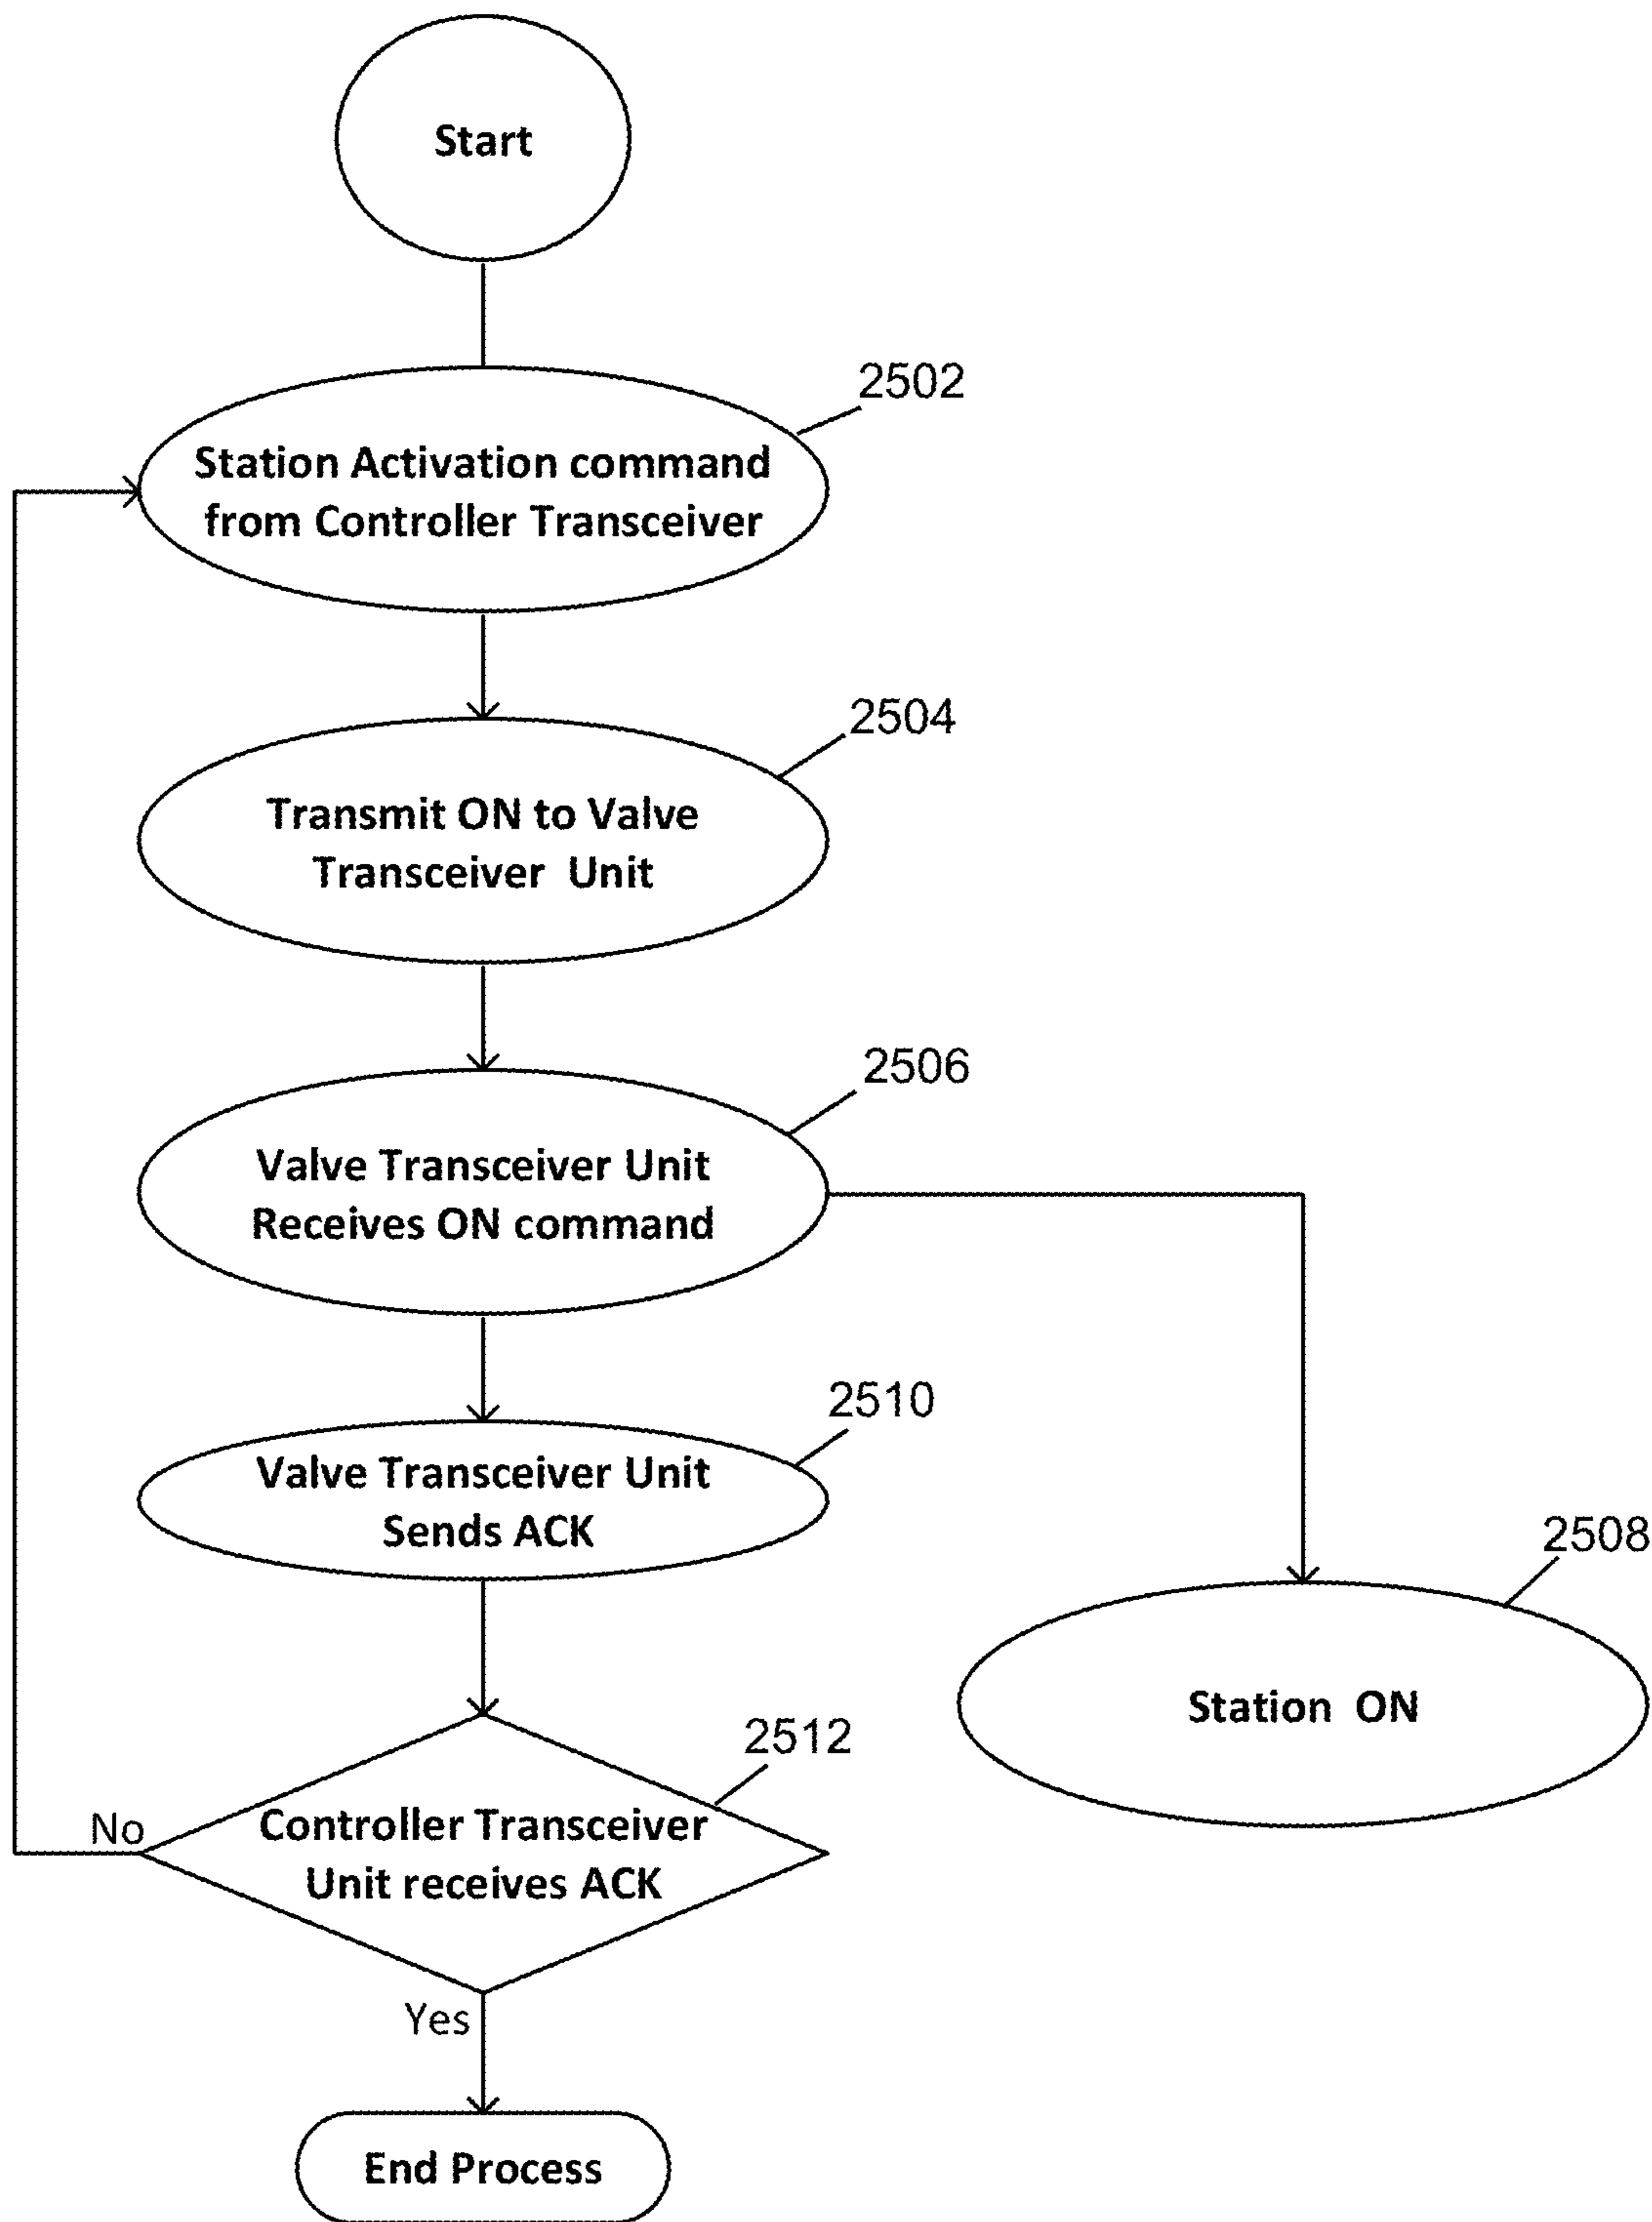 Start
2502
Station Activation command
from Controller Transceiver
2504
Transmit ON to Valve
Transceiver Unit
2506
Valve Transceiver Unit
Receives ON command
2510
Valve Transceiver Unit
Sends ACK
2508
Station ON
2512
No
Controller Transceiver
Unit receives ACK
Yes
End Process